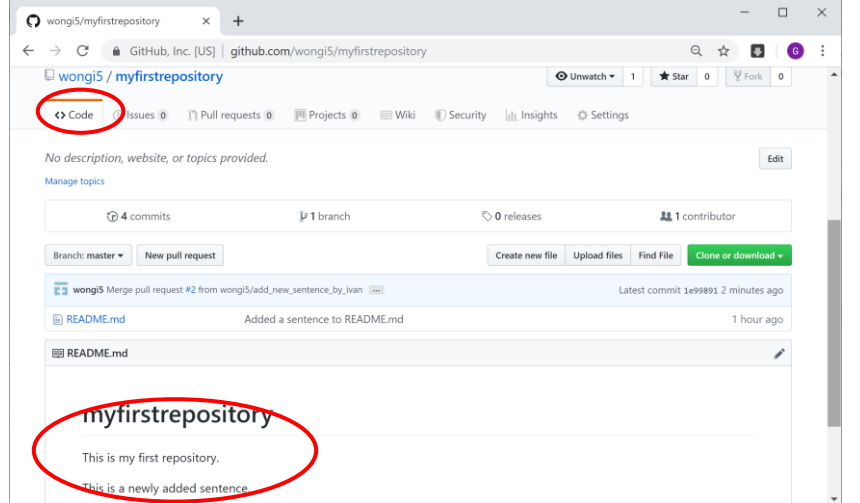 wongi5/myfirstrepository × +
GitHub, Inc. [US] | github.com/wongi5/myfirstrepository G
wongi5 / myfirstrepository Unwatch 1 Star 0 Fork 0
<> Code Issues 0 Pull requests 0 Projects 0 Wiki Security Insights Settings
No description, website, or topics provided. Edit
Manage topics
4 commits 1 branch 0 releases 1 contributor
Branch: master New pull request Create new file Upload files Find File Clone or download
wongi5 Merge pull request #2 from wongi5/add_new_sentence_by_ivan ... Latest commit 1e99891 2 minutes ago
README.md Added a sentence to README.md 1 hour ago
README.md
myfirstrepository
This is my first repository.
This is a newly added sentence.